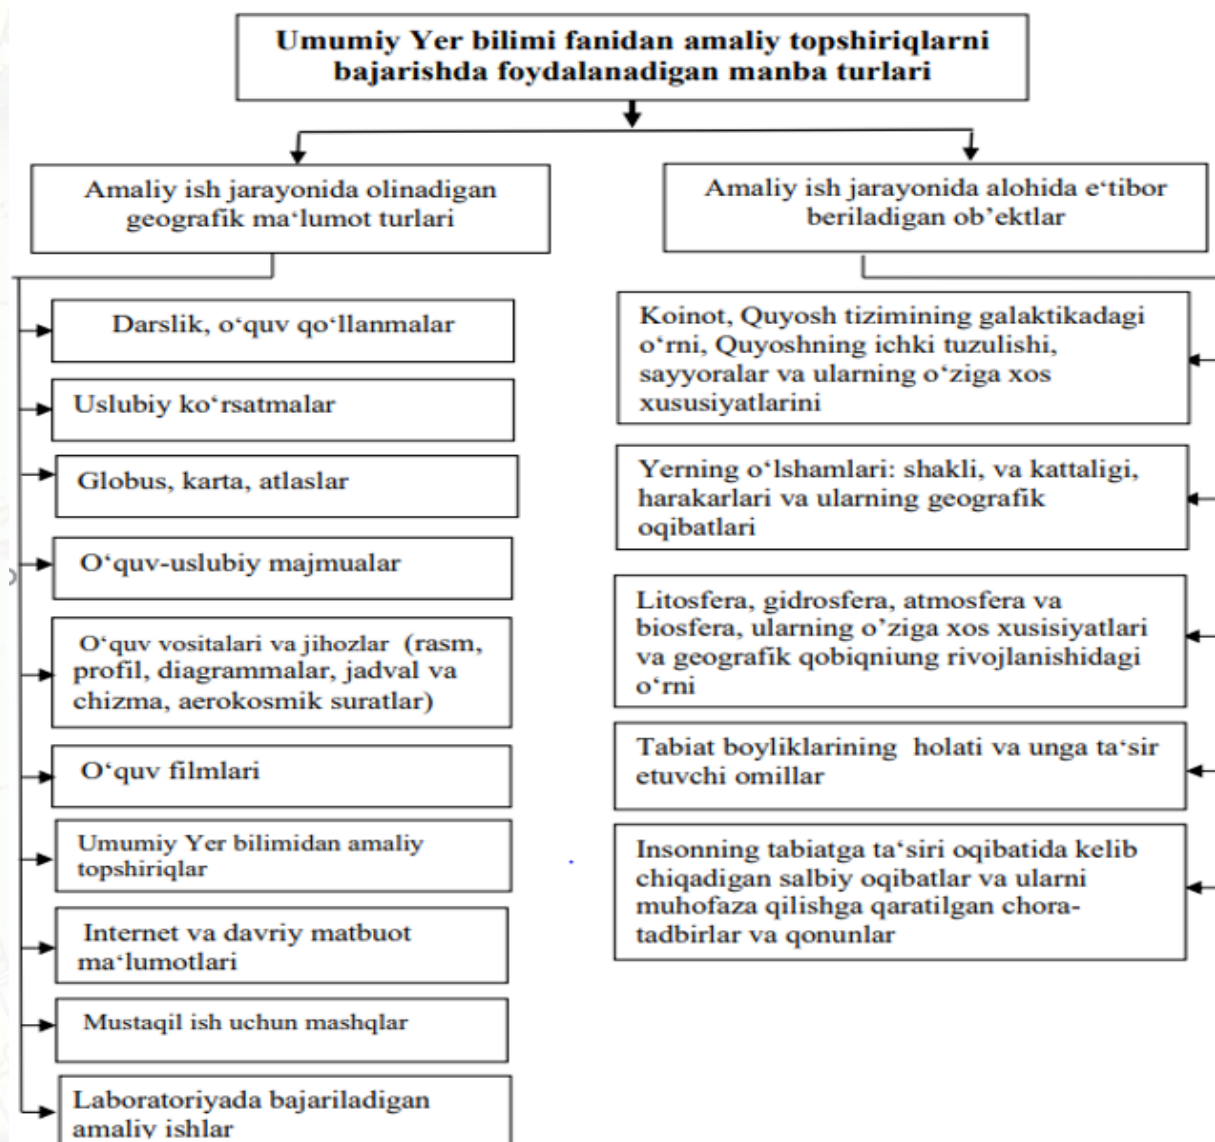 Umumiy Yer bilimi fanidan amaliy topshiriqlarni
bajarishda foydalanadigan manba turlari
Amaliy ish jarayonida olinadigan
geografik ma‘lumot turlari
Darslik, o‘quv qo‘llanmalar
Uslubiy ko‘rsatmalar
Globus, karta, atlaslar
O‘quv-uslubiy majmualar
O‘quv vositalari va jihozlar (rasm,
profil, diagrammalar, jadval va
chizma, aerokosmik suratlar)
O‘quv filmlari
Umumiy Yer bilimidan amaliy
topshiriqlar
Internet va davriy matbuot
ma‘lumotlari
Mustaqil ish uchun mashqlar
Laboratoriyada bajariladigan
amaliy ishlar
Amaliy ish jarayonida alohida e‘tibor
beriladigan ob’ektlar
Koinot, Quyosh tizimining galaktikadagi
o‘rni, Quyoshning ichki tuzulishi,
sayyoralar va ularning o‘ziga xos
xususiyatlarini
Yerning o‘lshamlari: shakli, va kattaligi,
harakarlari va ularning geografik
oqibatlari
Litosfera, gidrosfera, atmosfera va
biosfera, ularning o’ziga xos xusisiyatlari
va geografik qobiqniung rivojlanishidagi
o‘rni
Tabiat boyliklarining holati va unga ta‘sir
etuvchi omillar
Insonning tabiatga ta‘siri oqibatida kelib
chiqadigan salbiy oqibatlar va ularni
muhofaza qilishga qaratilgan chora-
tadbirlar va qonunlar